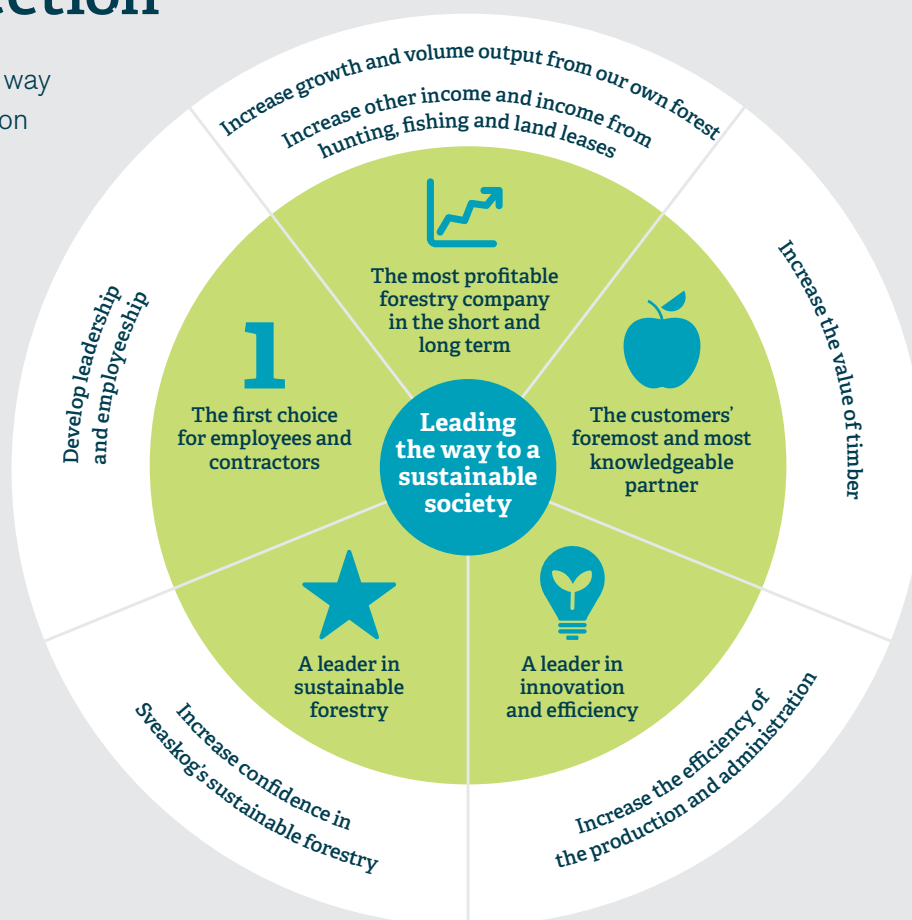 way
on
Increase growth and volume output from our own forest
Increase other income and income from
hunting, fishing and land leases
The most profitable
forestry company
in the short and
long term
Increase the value of timber
The customers'
foremost and most
knowledgeable
partner
Increase the efficiency of
the production and administration
A leader in
innovation
and efficiency
Increase confidence in
Sveaskog's sustainable forestry
A leader in
sustainable
forestry
Develop leadership
and employeeship
1
The first choice
for employees and
contractors
Leading
the way to a
sustainable
society